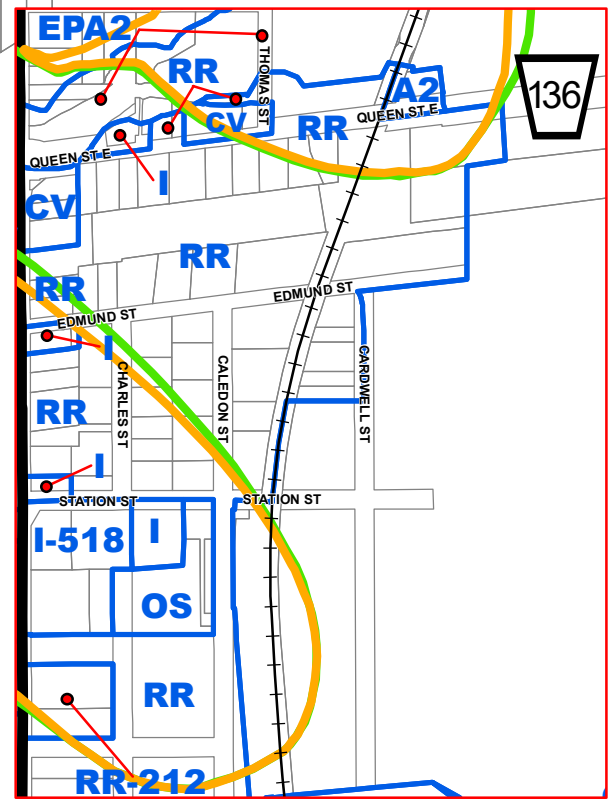 EPA2
RR
THOMAS ST
A2
136
CV
RR
QUEEN ST E
QUEEN ST E
I
CV
RR
RR
EDMUND ST
EDMUND ST
I
CHARLES ST
CALEDON ST
CARDWELL ST
RR
I
STATION ST
STATION ST
I-518
I
OS
RR
RR-212